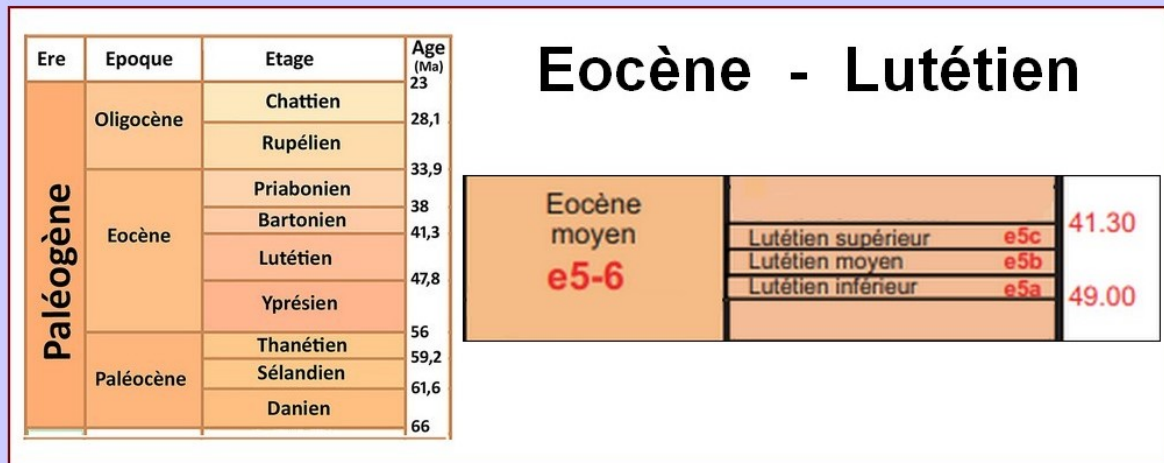 Eocène - Lutétien
Ere Epoque Etage Age
(Ma)
23
Paléogène
Oligocène
Chattien
28,1
Rupélien
33,9
Eocène
Priabonien
38
Bartonien
41,3
Lutétien
47,8
Yprésien
56
Paléocène
Thanétien
59,2
Sélandien
61,6
Danien
66
Eocène
moyen
e5-6
41.30
Lutétien supérieur e5c
Lutétien moyen e5b
Lutétien inférieur e5a
49.00